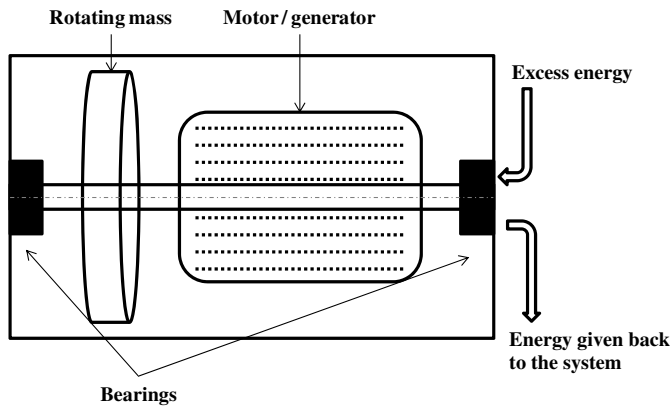 Rotating mass
Motor / generator
Excess energy
Energy given back
to the system
Bearings